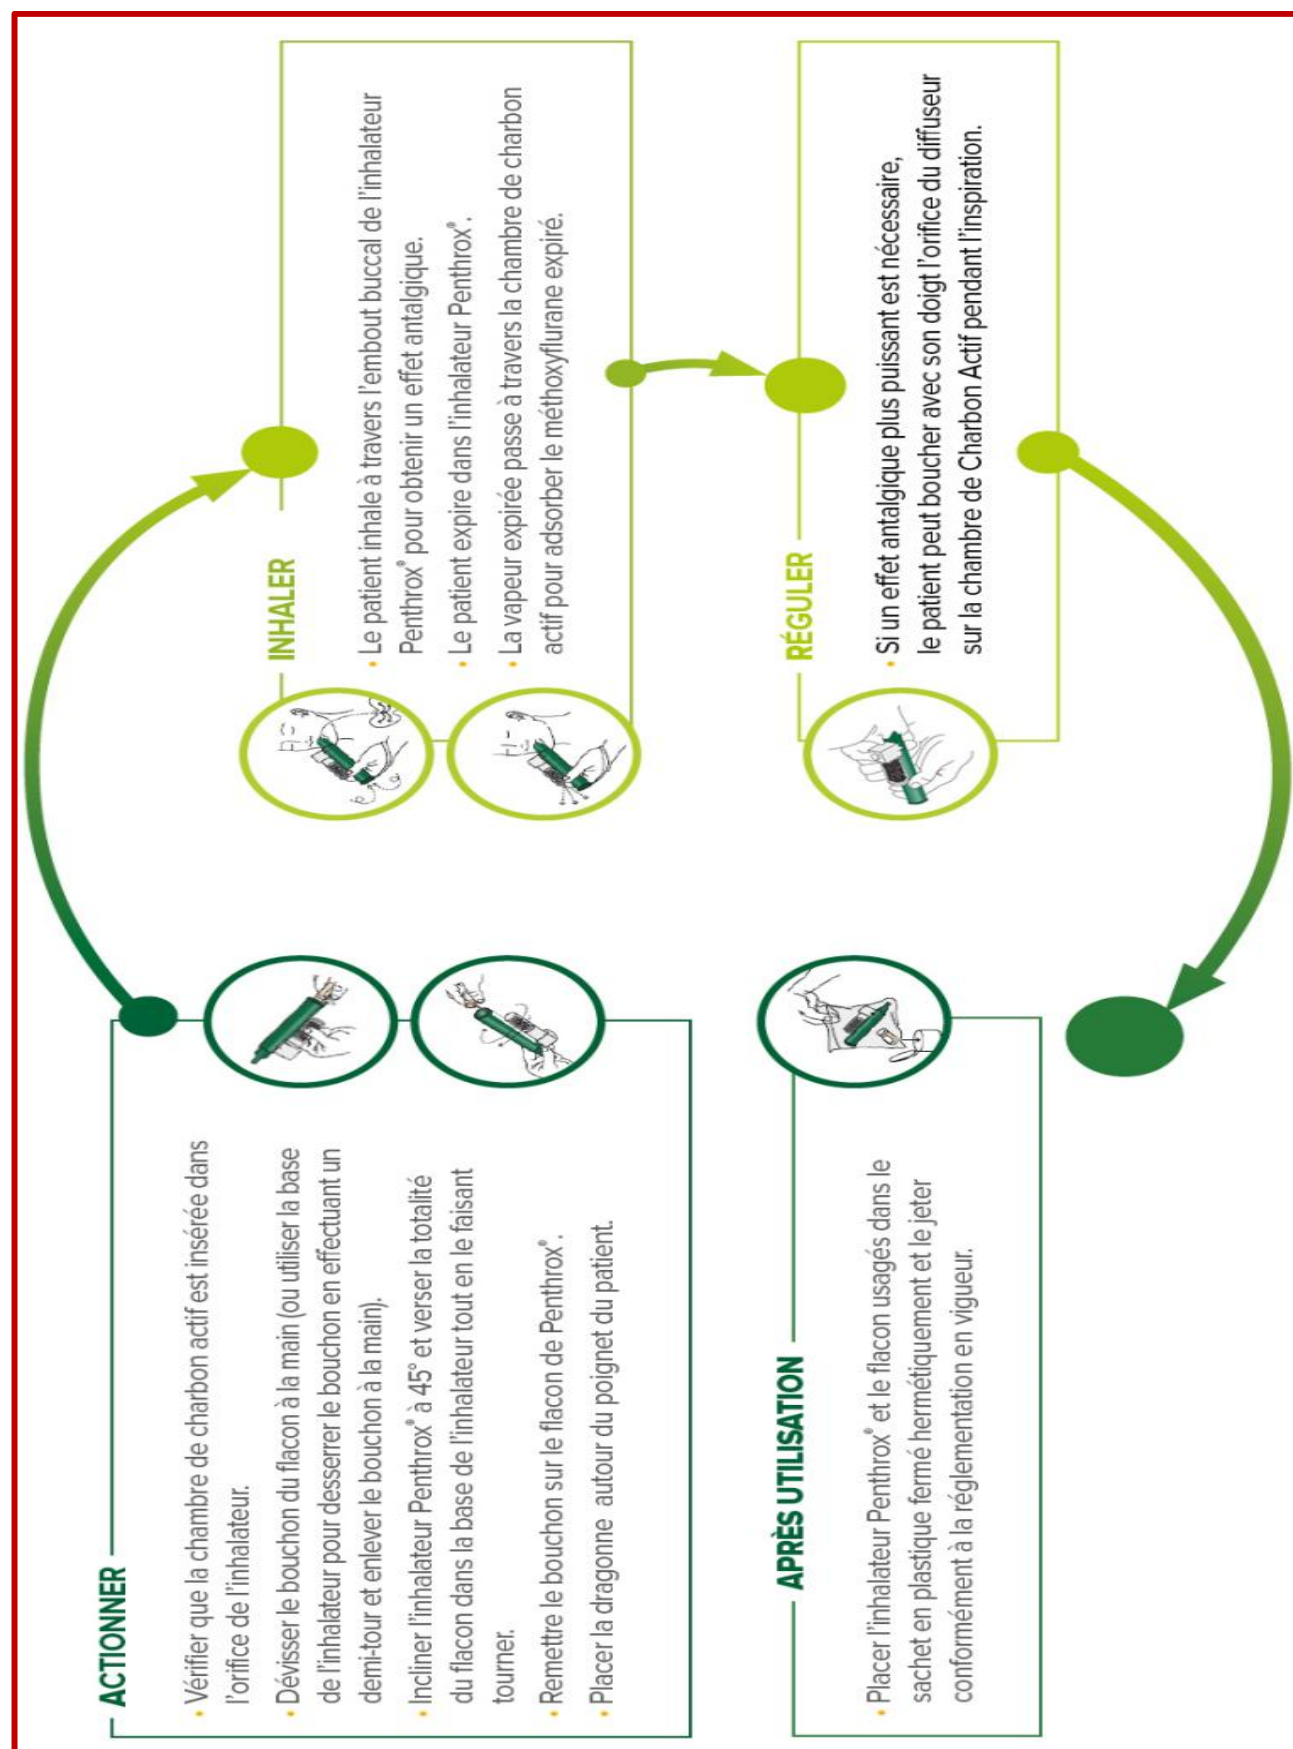 ACTIONNER
• Vérifier que la chambre de charbon actif est insérée dans
l'orifice de l'inhalateur.
• Dévisser le bouchon du flacon à la main (ou utiliser la base
de l'inhalateur pour desserrer le bouchon en effectuant un
demi-tour et enlever le bouchon à la main).
• Incliner l'inhalateur Penthrox® à 45° et verser la totalité
du flacon dans la base de l'inhalateur tout en le faisant
tourner.
• Remettre le bouchon sur le flacon de Penthrox®.
• Placer la dragonne autour du poignet du patient.
INHALER
• Le patient inhale à travers l'embout buccal de l'inhalateur
Penthrox® pour obtenir un effet antalgique.
• Le patient expire dans l'inhalateur Penthrox®.
• La vapeur expirée passe à travers la chambre de charbon
actif pour adsorber le méthoxyflurane expiré.
RÉGULER
• Si un effet antalgique plus puissant est nécessaire,
le patient peut boucher avec son doigt l'orifice du diffuseur
sur la chambre de Charbon Actif pendant l'inspiration.
APRÈS UTILISATION
• Placer l'inhalateur Penthrox® et le flacon usagés dans le
sachet en plastique fermé hermétiquement et le jeter
conformément à la réglementation en vigueur.